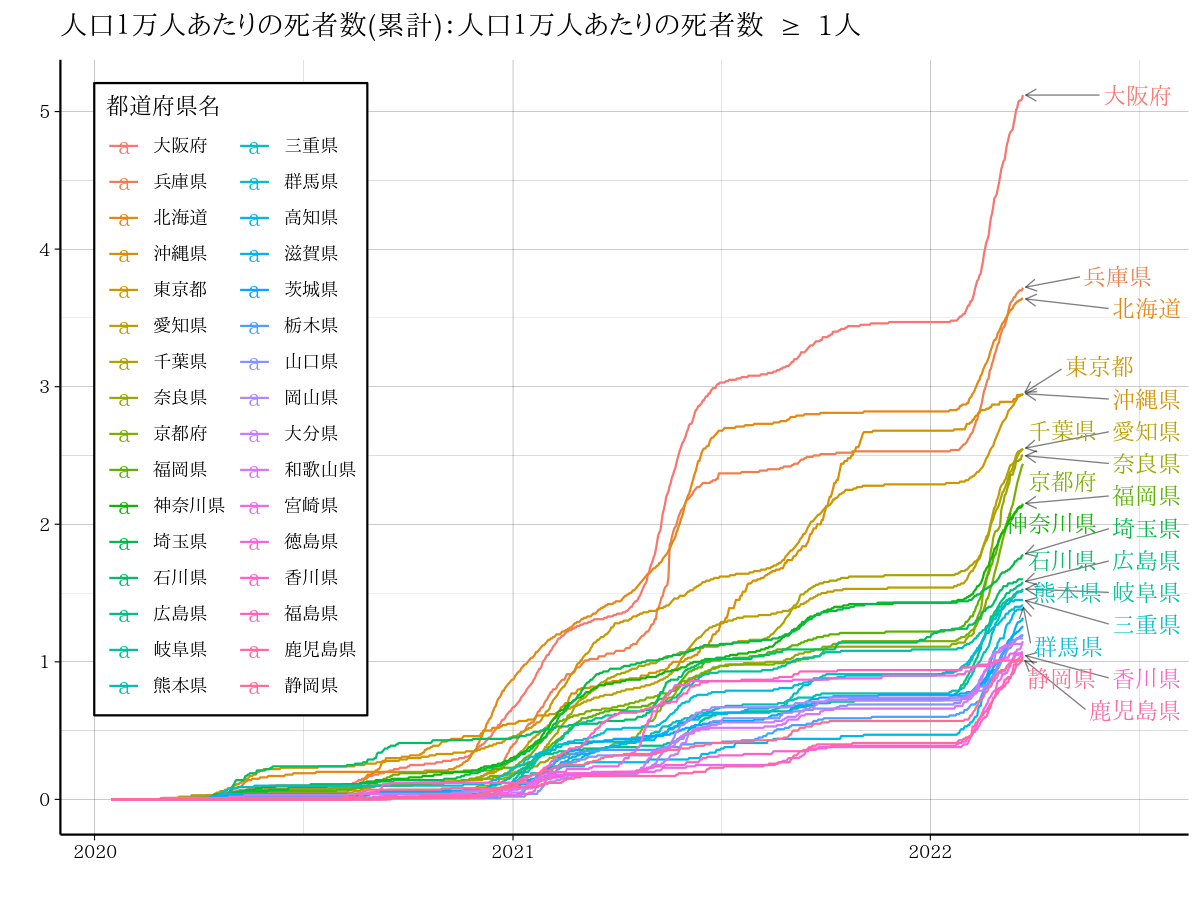 人口1万人あたりの死者数(累計):人口1万人あたりの死者数 ≥ 1人
都道府県名
a 大阪府 a 三重県
a 兵庫県 a 群馬県
a 北海道 a 高知県
a 沖縄県 a 滋賀県
a 東京都 a 茨城県
a 愛知県 a 栃木県
a 千葉県 a 山口県
a 奈良県 a 岡山県
a 京都府 a 大分県
a 福岡県 a 和歌山県
a 神奈川県 a 宮崎県
a 埼玉県 a 徳島県
a 石川県 a 香川県
a 広島県 a 福島県
a 岐阜県 a 鹿児島県
a 熊本県 a 静岡県
5
4
3
2
1
0
2020 2021 2022
大阪府
兵庫県
北海道
東京都
沖縄県
千葉県 愛知県
奈良県
京都府
福岡県
神奈川県 埼玉県
石川県 広島県
熊本県 岐阜県
三重県
群馬県
静岡県 香川県
鹿児島県